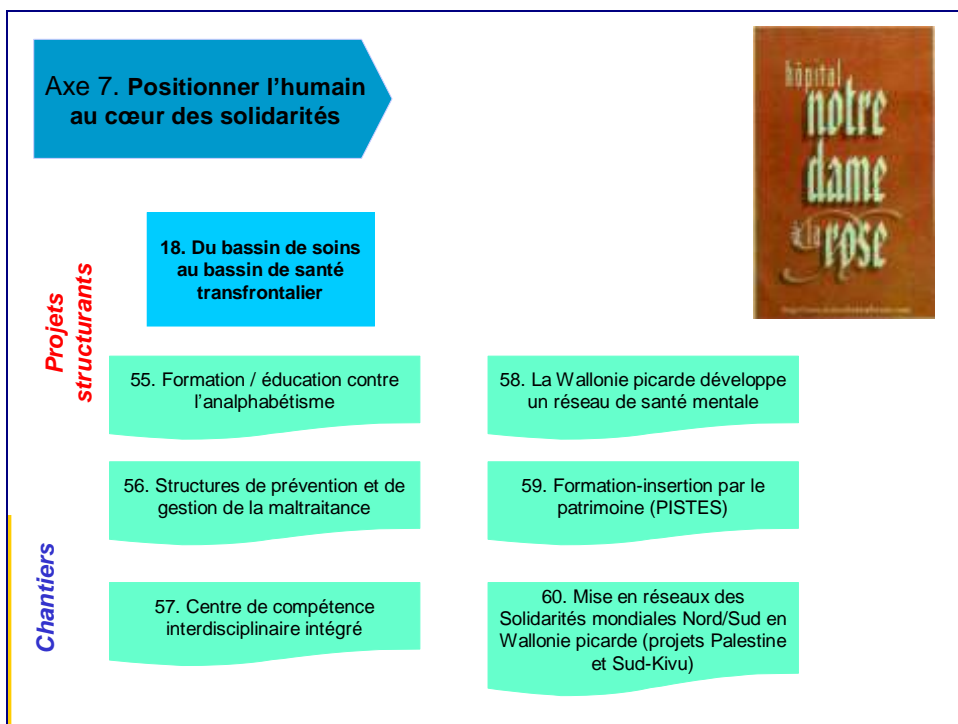 Axe 7. Positionner l'humain
au cœur des solidarités
hôpital
notre
dame
à la
rose
18. Du bassin de soins
au bassin de santé
transfrontalier
Projets
structurants
55. Formation / éducation contre
l'analphabétisme
58. La Wallonie picarde développe
un réseau de santé mentale
56. Structures de prévention et de
gestion de la maltraitance
59. Formation-insertion par le
patrimoine (PISTES)
Chantiers
57. Centre de compétence
interdisciplinaire intégré
60. Mise en réseaux des
Solidarités mondiales Nord/Sud en
Wallonie picarde (projets Palestine
et Sud-Kivu)